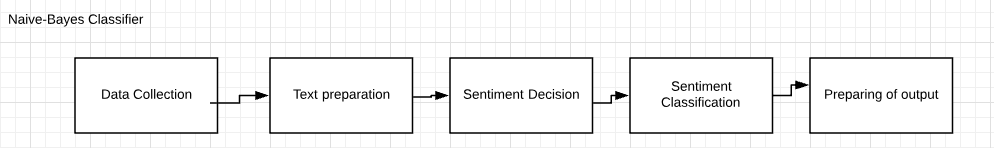 Naive-Bayes Classifier
Data Collection
Text preparation
Sentiment Decision
Sentiment
Classification
Preparing of output